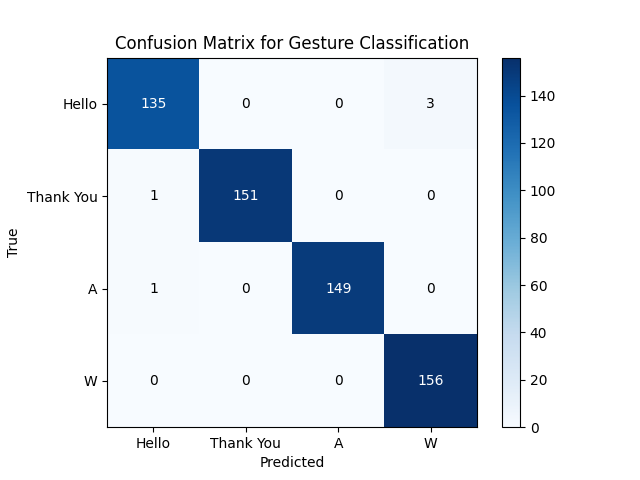 Confusion Matrix for Gesture Classification
True
Hello 135 0 0 3
Thank You 1 151 0 0
A 1 0 149 0
W 0 0 0 156
Hello Thank You A W
Predicted
140
120
100
80
60
40
20
0